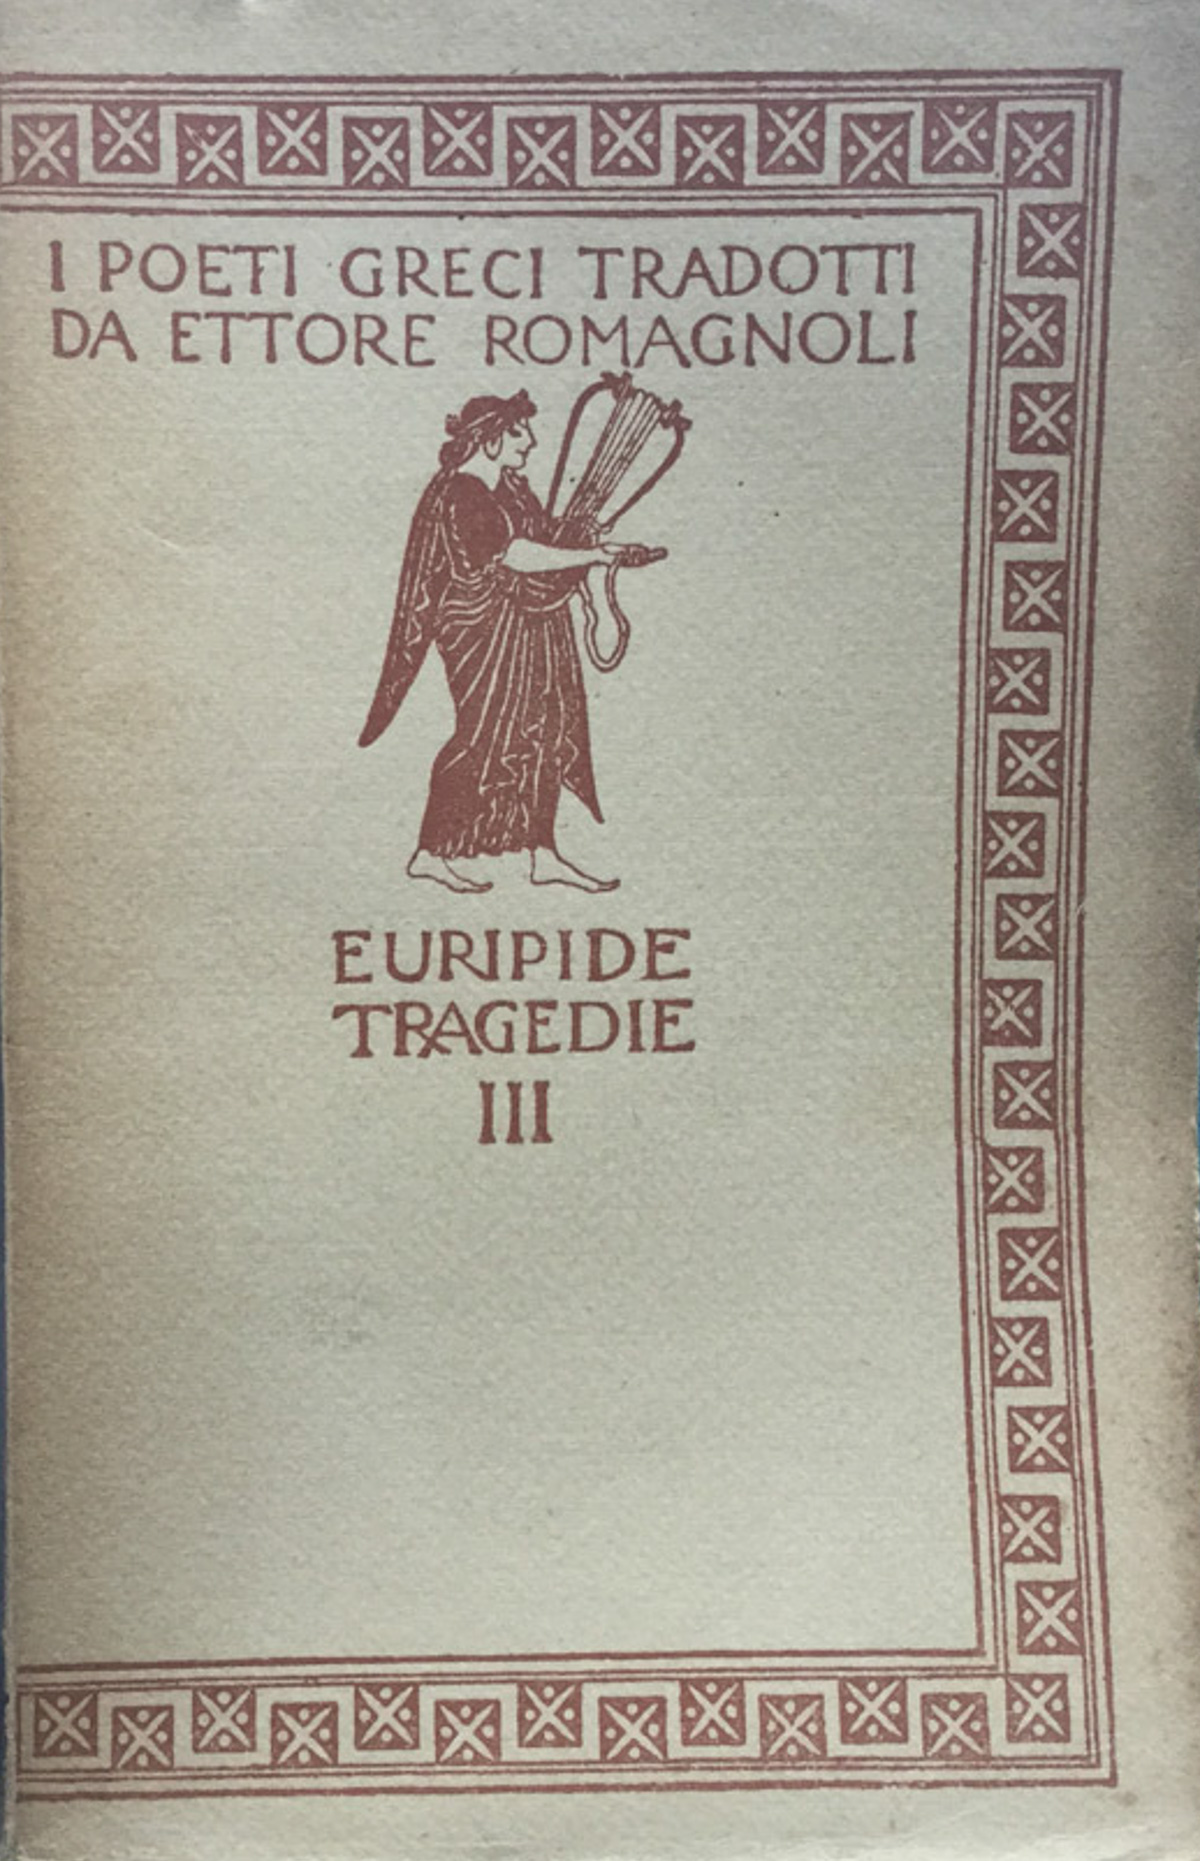 I POETI GRECI TRADOTTI
DA ETTORE ROMAGNOLI
EURIPIDE
TRAGEDIE
III